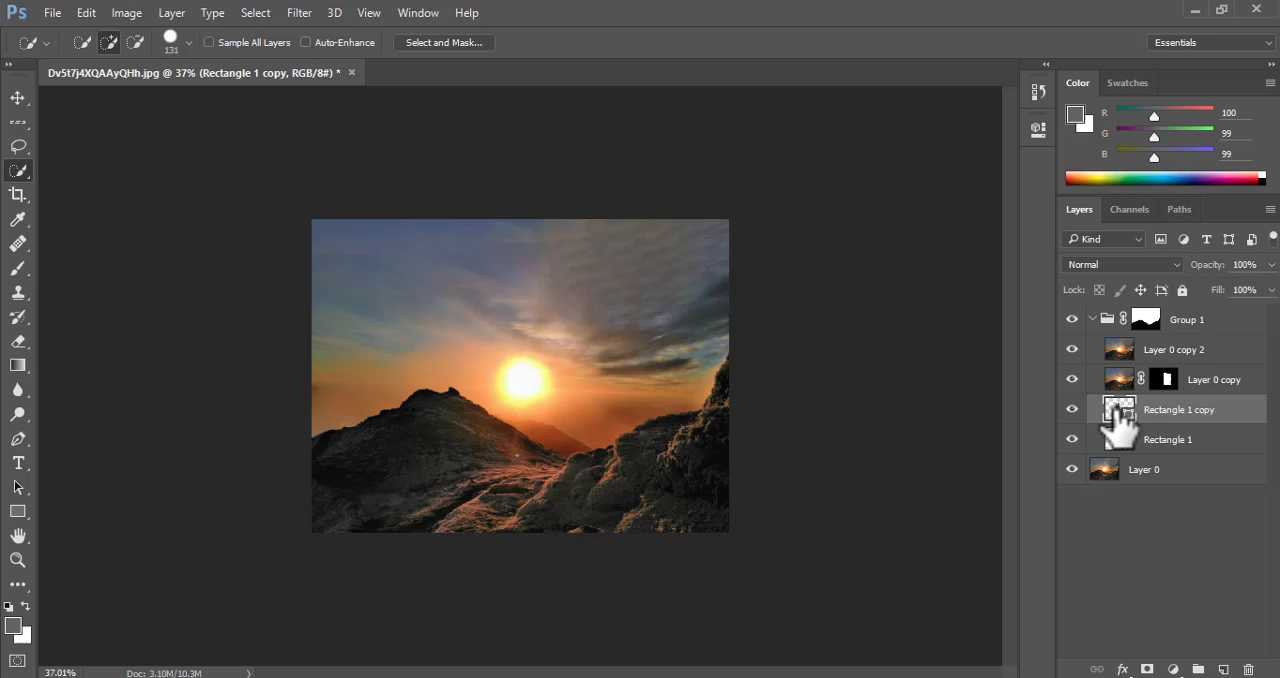 Ps File Edit Image Layer Type Select Filter 3D View Window Help
131 Sample All Layers Auto-Enhance Select and Mask... Essentials
Dv5t7j4XQAAyQHh.jpg @ 37% (Rectangle 1 copy, RGB/8#) * ×
Color Swatches
R 100
G 99
B 99
Layers Channels Paths
Kind
Normal Opacity: 100%
Lock: Fill: 100%
Group 1
Layer 0 copy 2
Layer 0 copy
Rectangle 1 copy
Rectangle 1
Layer 0
fx
37.01% Doc: 3.10M/10.3M